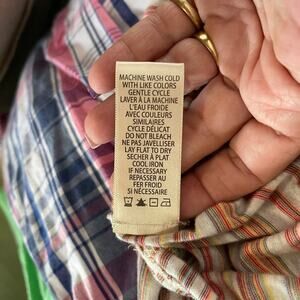 MACHINE WASH COLD
WITH LIKE COLORS
GENTLE CYCLE
LAVER À LA MACHINE
L'EAU FROIDE
AVEC COULEURS
SIMILAIRES
CYCLE DÉLICAT
DO NOT BLEACH
NE PAS JAVELLISER
LAY FLAT TO DRY
SÉCHER À PLAT
COOL IRON
IF NECESSARY
REPASSER AU
FER FROID
SI NÉCESSAIRE